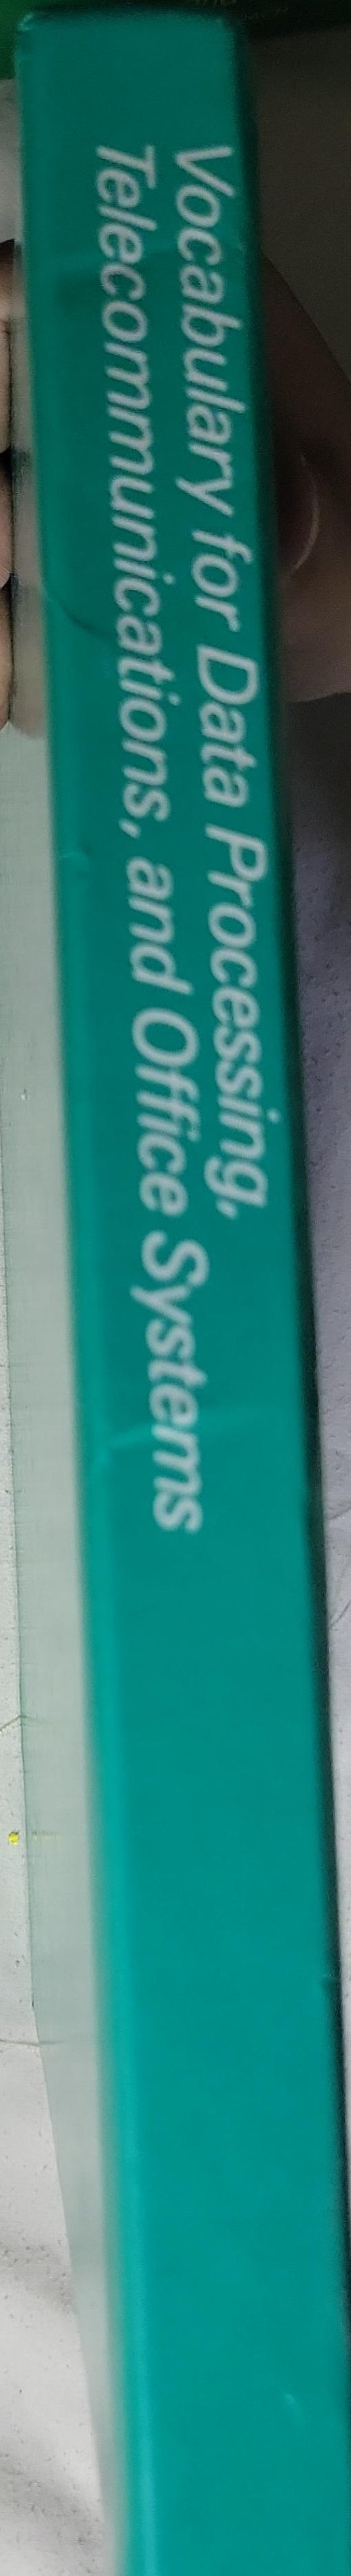 Vocabulary for Data Processing,
Telecommunications, and Office Systems